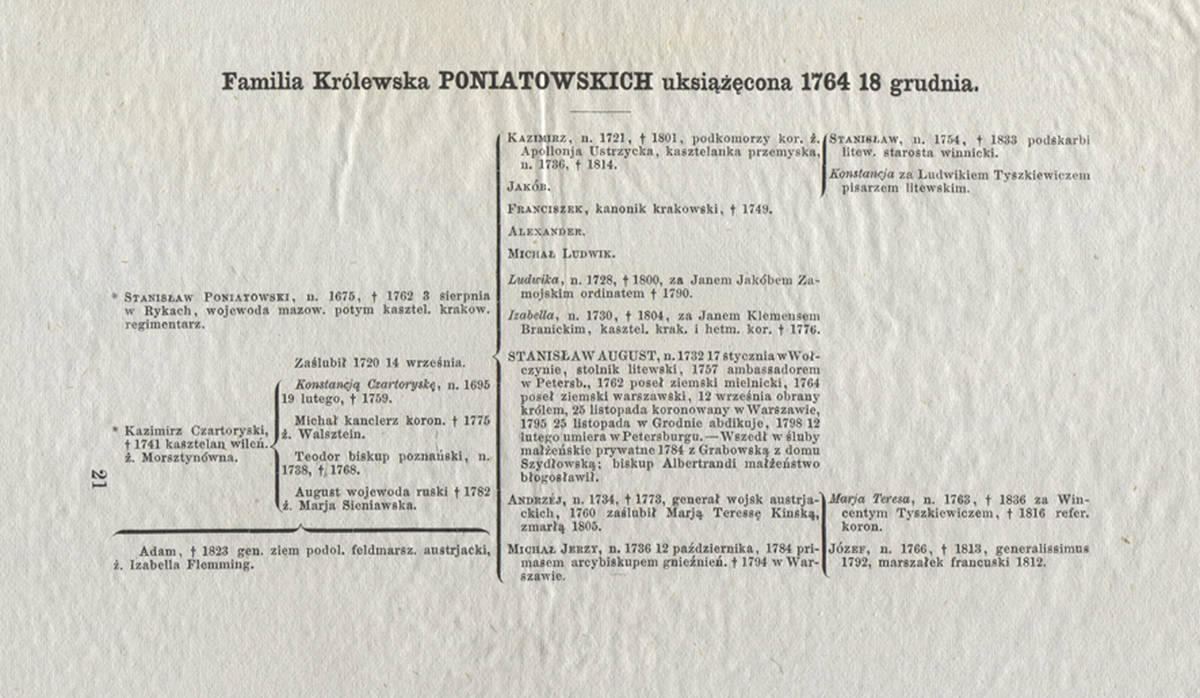 Familia Królewska PONIATOWSKICH uksiążęcona 1764 18 grudnia.
* Stanisław Poniatowski, n. 1675, † 1762 3 sierpnia
w Rykach, wojewoda mazow. potym kasztel. krakow.
regimentarz.
Zaślubił 1720 14 września.
Konstancją Czartoryskę, n. 1695
19 lutego, † 1759.
Michał kanclerz koron. † 1775
ż. Walsztein.
Teodor biskup poznański, n.
1738, †, 1768.
August wojewoda ruski † 1782
ż. Marja Sieniawska.
* Kazimirz Czartoryski,
† 1741 kasztelan wileń.
ż. Morsztynówna.
Adam, † 1823 gen. ziem podol. feldmarsz. austrjacki,
ż. Izabella Flemming.
21
Kazimirz, n. 1721, † 1801, podkomorzy kor. ż.
Apollonja Ustrzycka, kasztelanka przemyska,
n. 1736, † 1814.
Jakób.
Franciszek, kanonik krakowski, † 1749.
Alexander.
Michał Ludwik.
Ludwika, n. 1728, † 1800, za Janem Jakóbem Za-
mojskim ordinatem † 1790.
Izabella, n. 1730, † 1804, za Janem Klemensem
Branickim, kasztel. krak. i hetm. kor. † 1776.
STANISŁAW AUGUST, n. 1732 17 stycznia w Woł-
czynie, stolnik litewski, 1757 ambassadorem
w Petersb., 1762 poseł ziemski mielnicki, 1764
poseł ziemski warszawski, 12 września obrany
królem, 25 listopada koronowany w Warszawie,
1795 25 listopada w Grodnie abdikuje, 1798 12
lutego umiera w Petersburgu. — Wszedł w śluby
małżeńskie prywatne 1784 z Grabowską z domu
Szydłowską; biskup Albertrandi małżeństwo
błogosławił.
Andrzéj, n. 1734, † 1773, generał wojsk austrja-
ckich, 1760 zaślubił Marją Teressę Kinską,
zmarłą 1805.
Michał Jerzy, n. 1736 12 października, 1784 pri-
masem arcybiskupem gnieźnień. † 1794 w War-
szawie.
Stanisław, n. 1754, † 1833 podskarbi
litew. starosta winnicki.
Konstancja za Ludwikiem Tyszkiewiczem
pisarzem litewskim.
Marja Teresa, n. 1763, † 1836 za Win-
centym Tyszkiewiczem, † 1816 refer.
koron.
Józef, n. 1766, † 1813, generalissimus
1792, marszałek francuski 1812.